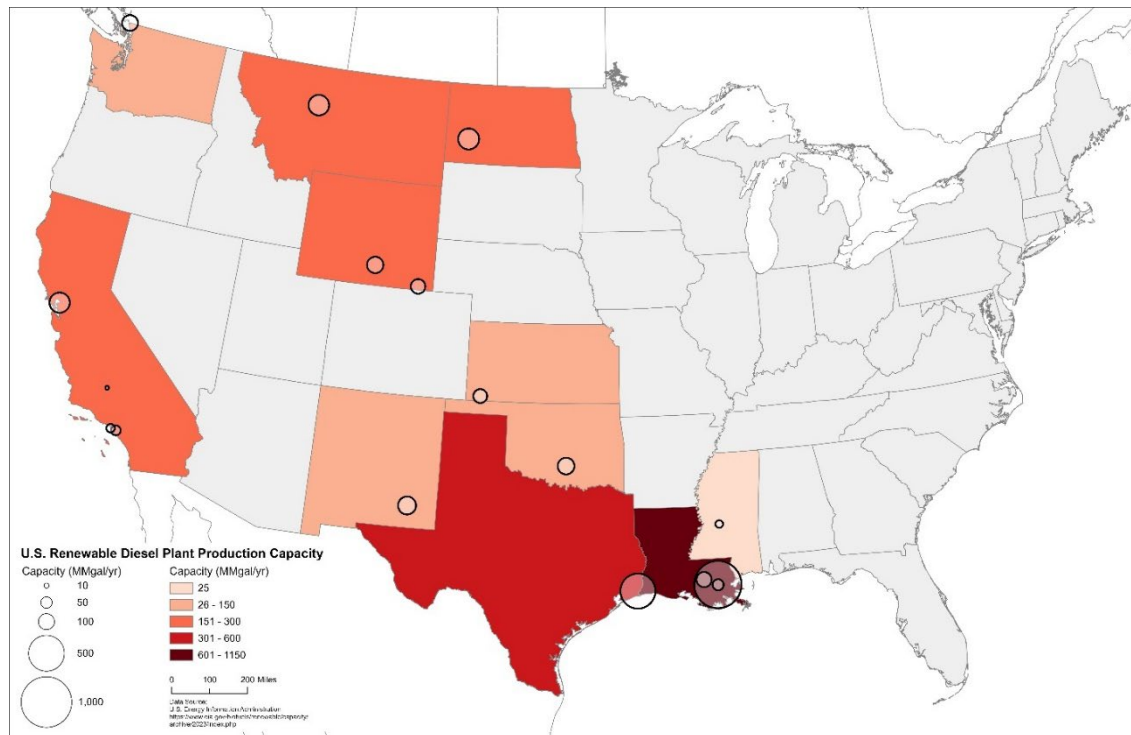 U.S. Renewable Diesel Plant Production Capacity
Capacity (MMgal/yr)
10
50
100
500
1,000
Capacity (MMgal/yr)
25
26 - 150
151 - 300
301 - 600
601 - 1150
0 100 200 Miles
Data Source:
U.S. Energy Information Administration